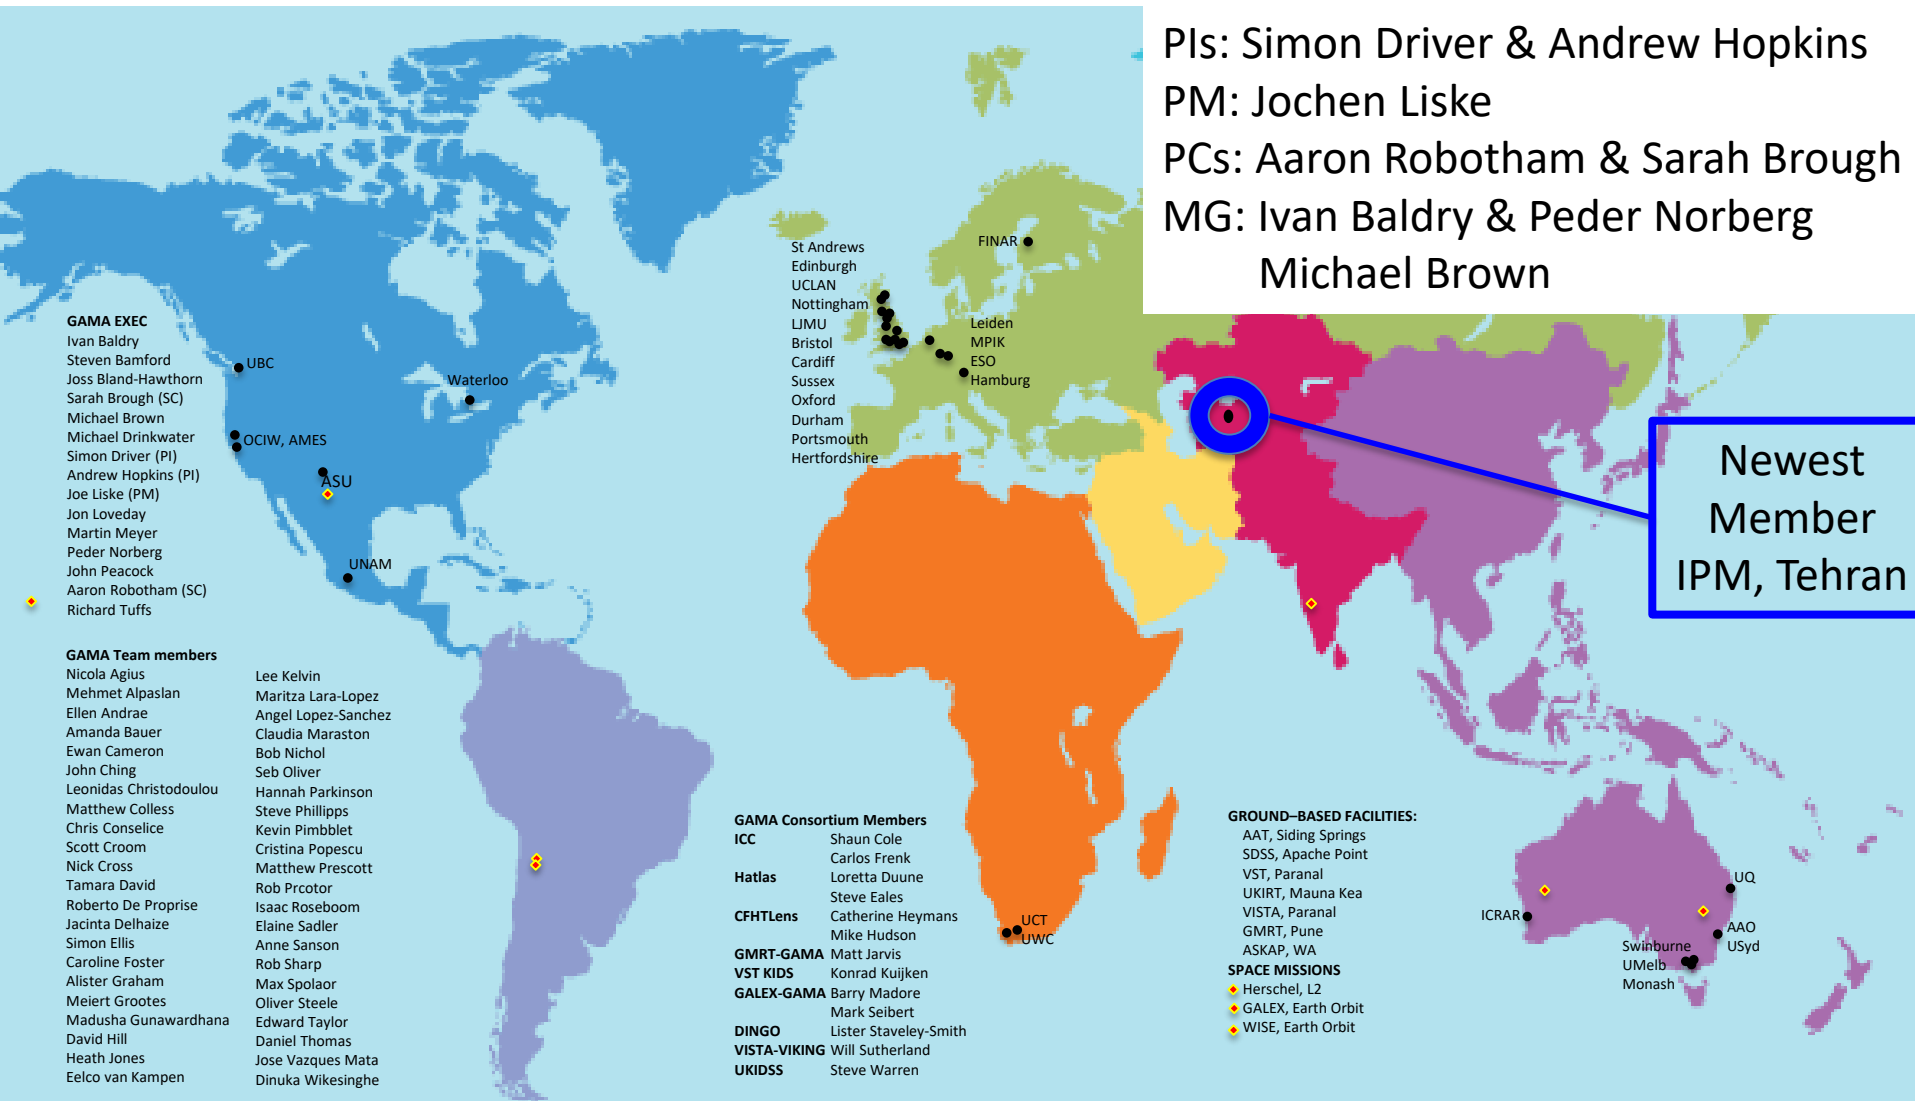 PIs: Simon Driver & Andrew Hopkins
PM: Jochen Liske
PCs: Aaron Robotham & Sarah Brough
MG: Ivan Baldry & Peder Norberg
Michael Brown
St Andrews
Edinburgh
UCLAN
Nottingham
LJMU
Bristol
Cardiff
Sussex
Oxford
Durham
Portsmouth
Hertfordshire
FINAR
Leiden
MPIK
ESO
Hamburg
GAMA EXEC
Ivan Baldry
Steven Bamford
Joss Bland-Hawthorn
Sarah Brough (SC)
Michael Brown
Michael Drinkwater
Simon Driver (PI)
Andrew Hopkins (PI)
Joe Liske (PM)
Jon Loveday
Martin Meyer
Peder Norberg
John Peacock
Aaron Robotham (SC)
Richard Tuffs
UBC
Waterloo
OCIW, AMES
ASU
UNAM
Newest
Member
IPM, Tehran
GAMA Team members
Nicola Agius
Mehmet Alpaslan
Ellen Andrae
Amanda Bauer
Ewan Cameron
John Ching
Leonidas Christodoulou
Matthew Colless
Chris Conselice
Scott Croom
Nick Cross
Tamara David
Roberto De Proprise
Jacinta Delhaize
Simon Ellis
Caroline Foster
Alister Graham
Meiert Grootes
Madusha Gunawardhana
David Hill
Heath Jones
Eelco van Kampen
Lee Kelvin
Maritza Lara-Lopez
Angel Lopez-Sanchez
Claudia Maraston
Bob Nichol
Seb Oliver
Hannah Parkinson
Steve Phillipps
Kevin Pimbblet
Cristina Popescu
Matthew Prescott
Rob Prcotor
Isaac Roseboom
Elaine Sadler
Anne Sanson
Rob Sharp
Max Spolaor
Oliver Steele
Edward Taylor
Daniel Thomas
Jose Vazques Mata
Dinuka Wikesinghe
GAMA Consortium Members
ICC Shaun Cole
Carlos Frenk
Hatlas Loretta Duune
Steve Eales
CFHTLens Catherine Heymans
Mike Hudson
GMRT-GAMA Matt Jarvis
VST KIDS Konrad Kuijken
GALEX-GAMA Barry Madore
Mark Seibert
DINGO Lister Staveley-Smith
VISTA-VIKING Will Sutherland
UKIDSS Steve Warren
UCT
UWC
GROUND–BASED FACILITIES:
AAT, Siding Springs
SDSS, Apache Point
VST, Paranal
UKIRT, Mauna Kea
VISTA, Paranal
GMRT, Pune
ASKAP, WA
SPACE MISSIONS
Herschel, L2
GALEX, Earth Orbit
WISE, Earth Orbit
ICRAR
UQ
AAO
USyd
Swinburne
UMelb
Monash